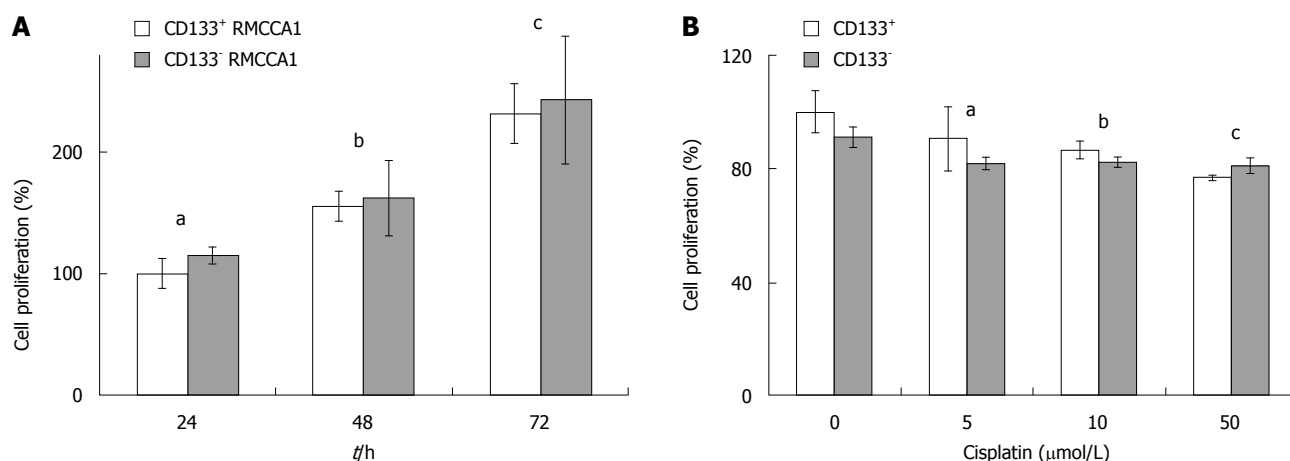 A
CD133⁺ RMCCA1
CD133⁻ RMCCA1
Cell proliferation (%)
200
100
0
a
b
c
24
48
72
t/h
B
CD133⁺
CD133⁻
Cell proliferation (%)
120
80
40
0
a
b
c
0
5
10
50
Cisplatin (μmol/L)